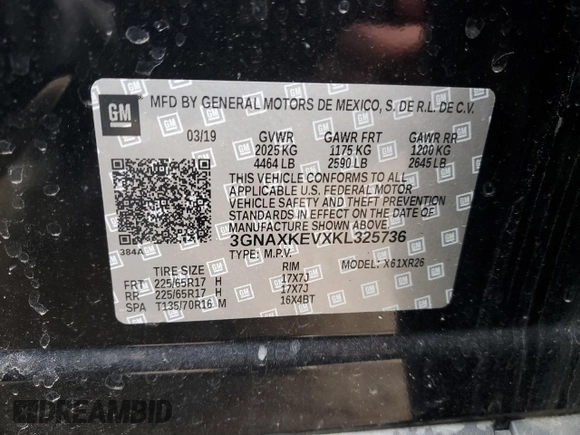 GM
MFD BY GENERAL MOTORS DE MEXICO, S. DE R.L. DE C.V.
03/19 GVWR GAWR FRT GAWR RR
2025 KG 1175 KG 1200 KG
4464 LB 2590 LB 2645 LB
THIS VEHICLE CONFORMS TO ALL
APPLICABLE U.S. FEDERAL MOTOR
VEHICLE SAFETY AND THEFT PREVENTION
STANDARDS IN EFFECT ON THE DATE OF
MANUFACTURE SHOWN ABOVE.
384A 3GNAXKEVXKL325736
TYPE: M.P.V. MODEL: X61XR26
TIRE SIZE RIM
FRT 225/65R17 H 17X7J
RR 225/65R17 H 17X7J
SPA T135/70R16 M 16X4BT
DREAMBID